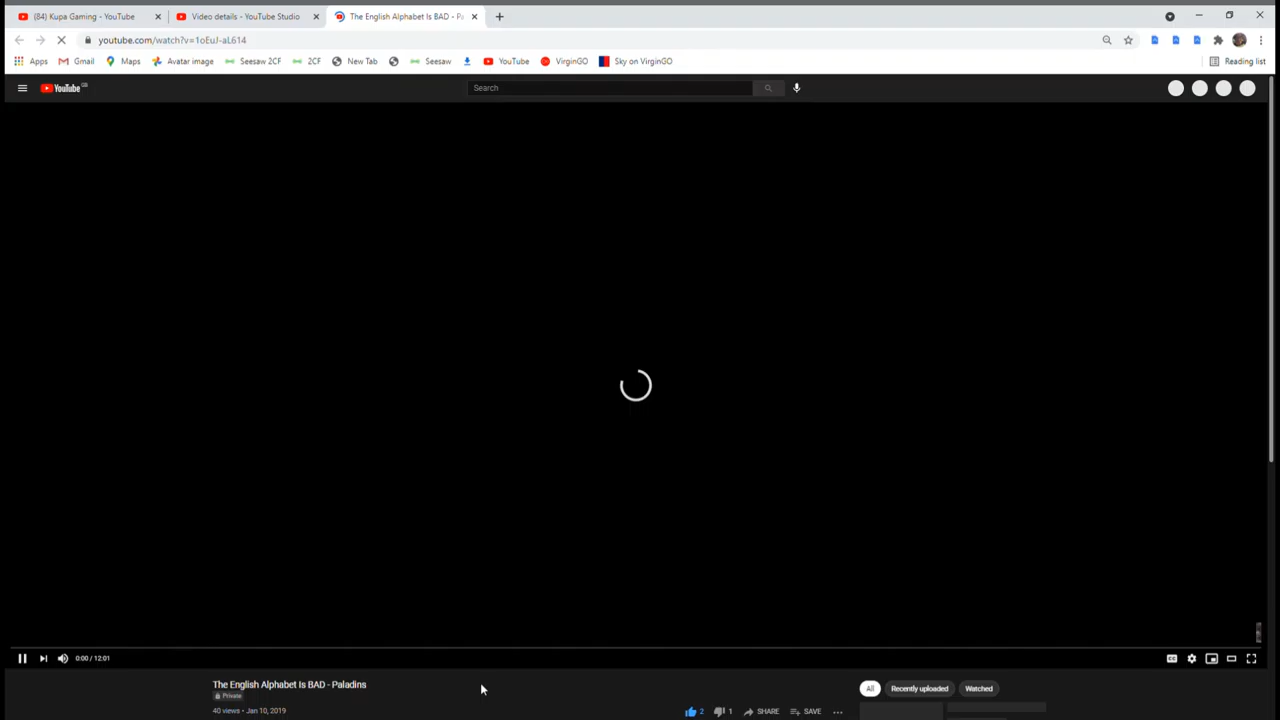 (84) Kupa Gaming - YouTube
Video details - YouTube Studio
The English Alphabet Is BAD - Pa
youtube.com/watch?v=1oEuJ-aL614
Apps
Gmail
Maps
Avatar image
Seesaw 2CF
2CF
New Tab
Seesaw
YouTube
VirginGO
Sky on VirginGO
Reading list
YouTube GB
Search
0:00 / 12:01
CC
The English Alphabet Is BAD - Paladins
Private
40 views • Jan 10, 2019
2
1
SHARE
SAVE
All
Recently uploaded
Watched